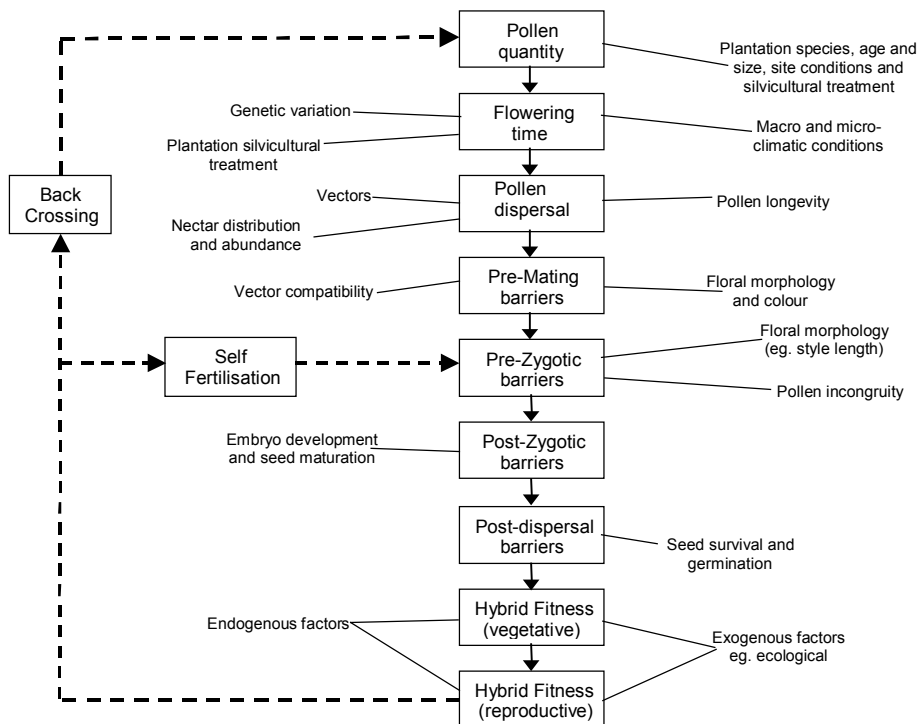 Pollen
quantity
Plantation species, age and
size, site conditions and
silvicultural treatment
Genetic variation
Flowering
time
Plantation silvicultural
treatment
Macro and micro-
climatic conditions
Back
Crossing
Vectors
Pollen
dispersal
Pollen longevity
Nectar distribution
and abundance
Vector compatibility
Pre-Mating
barriers
Floral morphology
and colour
Self
Fertilisation
Pre-Zygotic
barriers
Floral morphology
(eg. style length)
Pollen incongruity
Embryo development
and seed maturation
Post-Zygotic
barriers
Post-dispersal
barriers
Seed survival and
germination
Endogenous factors
Hybrid Fitness
(vegetative)
Exogenous factors
eg. ecological
Hybrid Fitness
(reproductive)